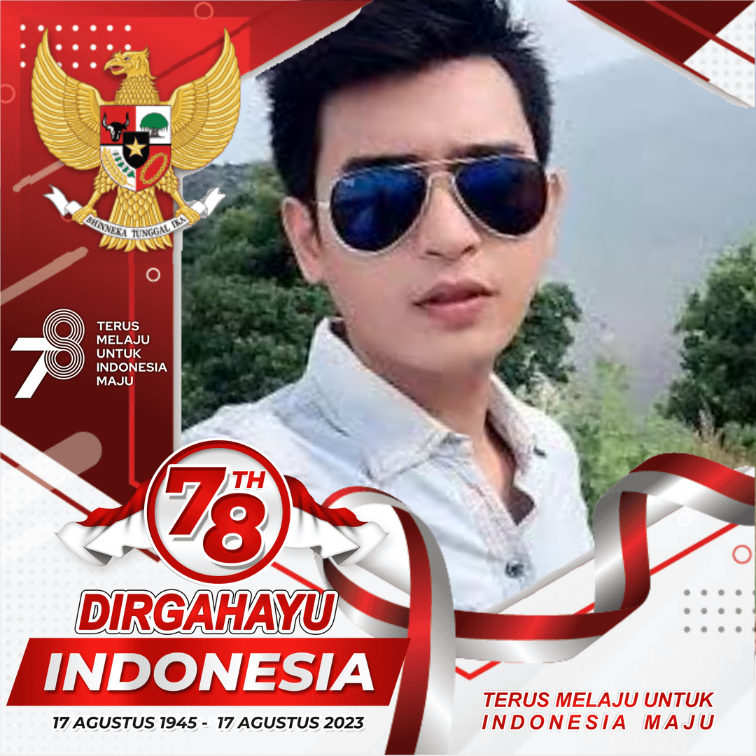 BHINNEKA TUNGGAL IKA
78
TERUS
MELAJU
UNTUK
INDONESIA
MAJU
78TH
DIRGAHAYU
INDONESIA
17 AGUSTUS 1945 - 17 AGUSTUS 2023
TERUS MELAJU UNTUK
INDONESIA MAJU